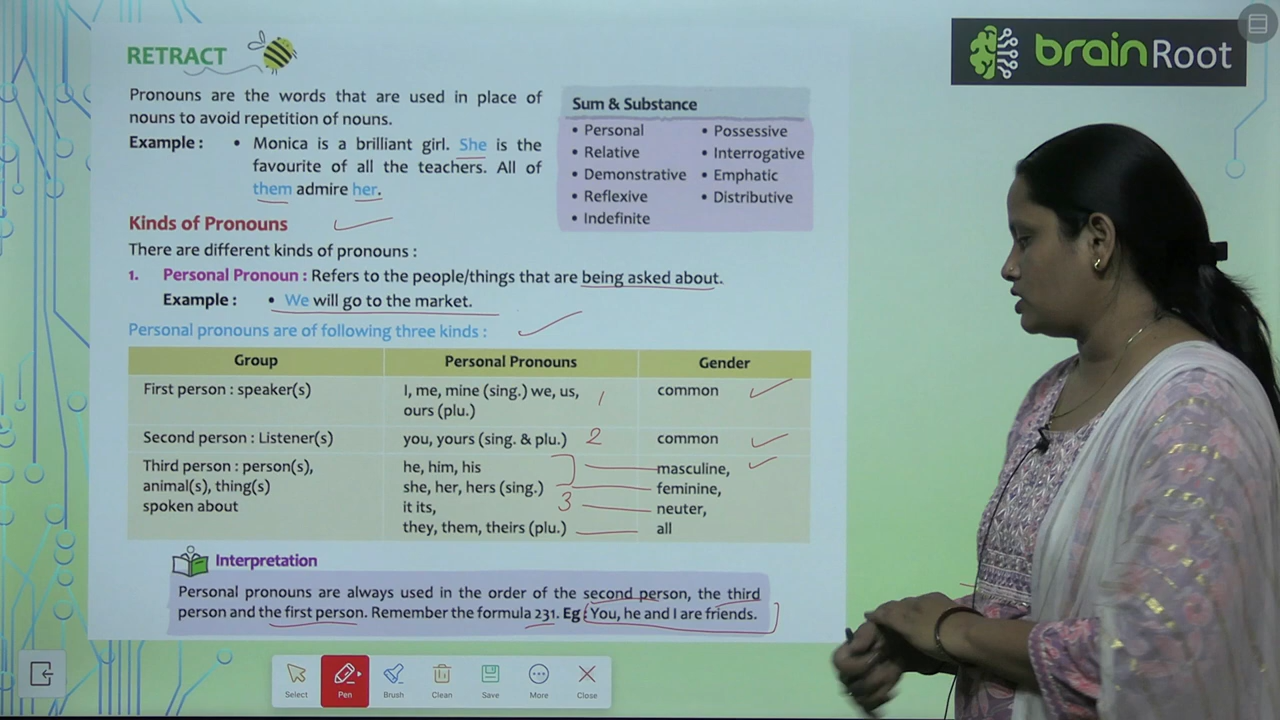 RETRACT
brainRoot
Pronouns are the words that are used in place of
nouns to avoid repetition of nouns.
Example : • Monica is a brilliant girl. She is the
favourite of all the teachers. All of
them admire her.
Sum & Substance
• Personal • Possessive
• Relative • Interrogative
• Demonstrative • Emphatic
• Reflexive • Distributive
• Indefinite
Kinds of Pronouns
There are different kinds of pronouns :
1. Personal Pronoun : Refers to the people/things that are being asked about.
Example : • We will go to the market.
Personal pronouns are of following three kinds :
Group Personal Pronouns Gender
First person : speaker(s) I, me, mine (sing.) we, us, 1 common
ours (plu.)
Second person : Listener(s) you, yours (sing. & plu.) 2 common
Third person : person(s), he, him, his masculine,
animal(s), thing(s) she, her, hers (sing.) feminine,
spoken about it its, 3 neuter,
they, them, theirs (plu.) all
Interpretation
Personal pronouns are always used in the order of the second person, the third
person and the first person. Remember the formula 231. Eg : You, he and I are friends.
Select Pen Brush Clean Save More Close